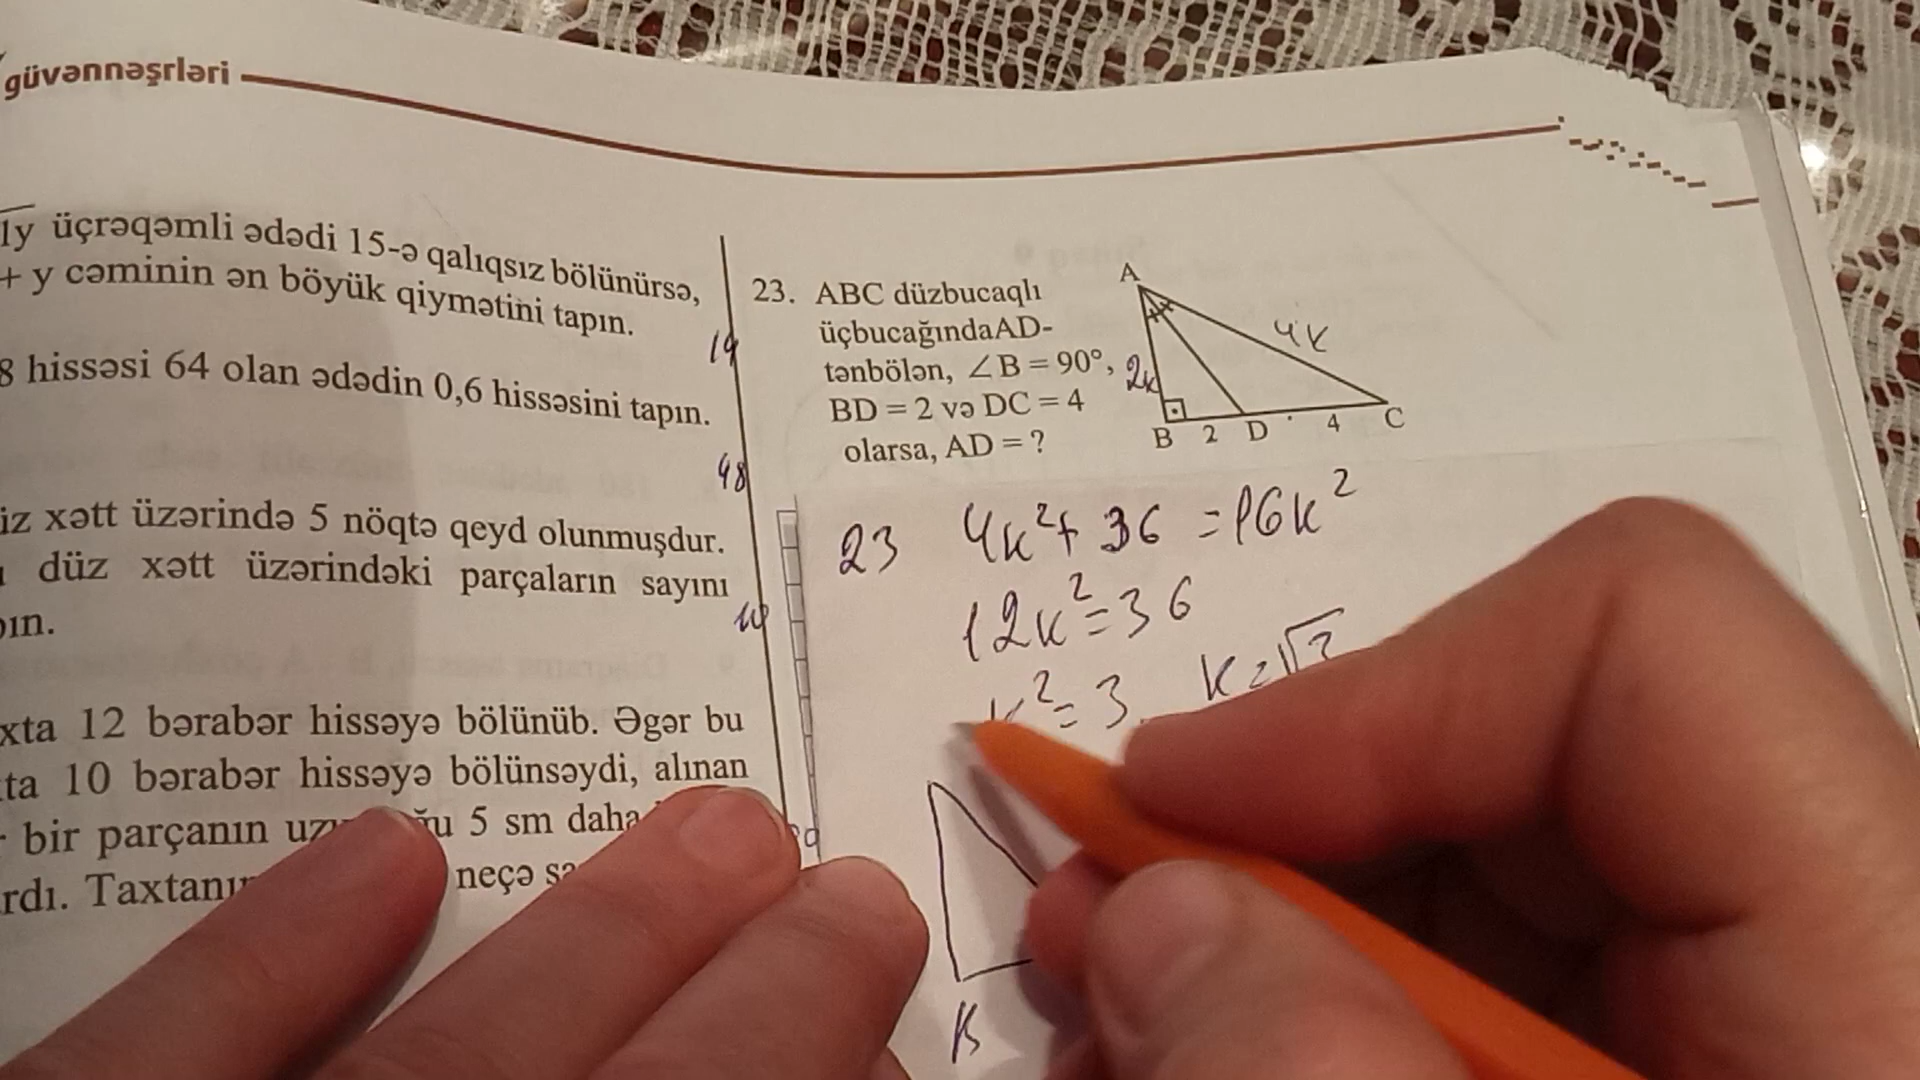 güvənnəşrləri
1y üçrəqəmli ədədi 15-ə qalıqsız bölünürsə,
+ y cəminin ən böyük qiymətini tapın.
19
8 hissəsi 64 olan ədədin 0,6 hissəsini tapın.
48
iz xətt üzərində 5 nöqtə qeyd olunmuşdur.
düz xətt üzərindəki parçaların sayını
10
xta 12 bərabər hissəyə bölünüb. Əgər bu
ta 10 bərabər hissəyə bölünsəydi, alınan
bir parçanın 5 sm daha
rdı. neçə
23. ABC düzbucaqlı
üçbucağındaAD-
tənbölən, ∠B = 90°,
BD = 2 və DC = 4
olarsa, AD = ?
A
4k
2k
B 2 D 4 C
23 4k²+ 36 = 16k²
12k²=36
k²=3 k=√3
B